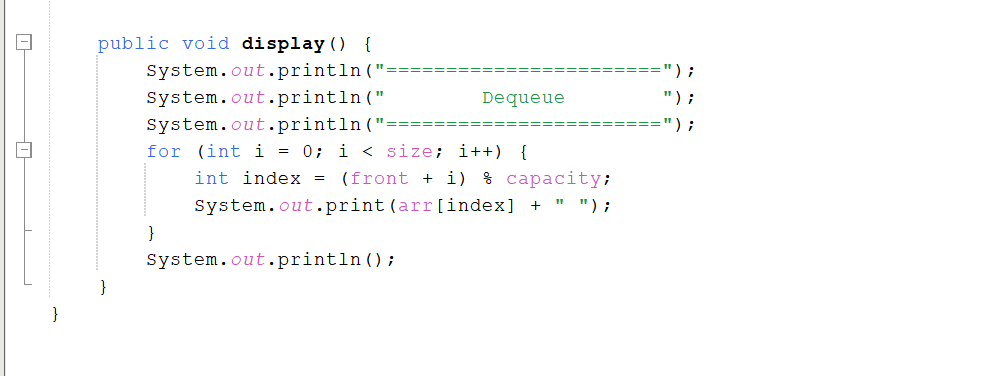 public void display() {
System.out.println("=======================");
System.out.println("        Dequeue        ");
System.out.println("=======================");
for (int i = 0; i < size; i++) {
int index = (front + i) % capacity;
System.out.print(arr[index] + " ");
}
System.out.println();
}
}